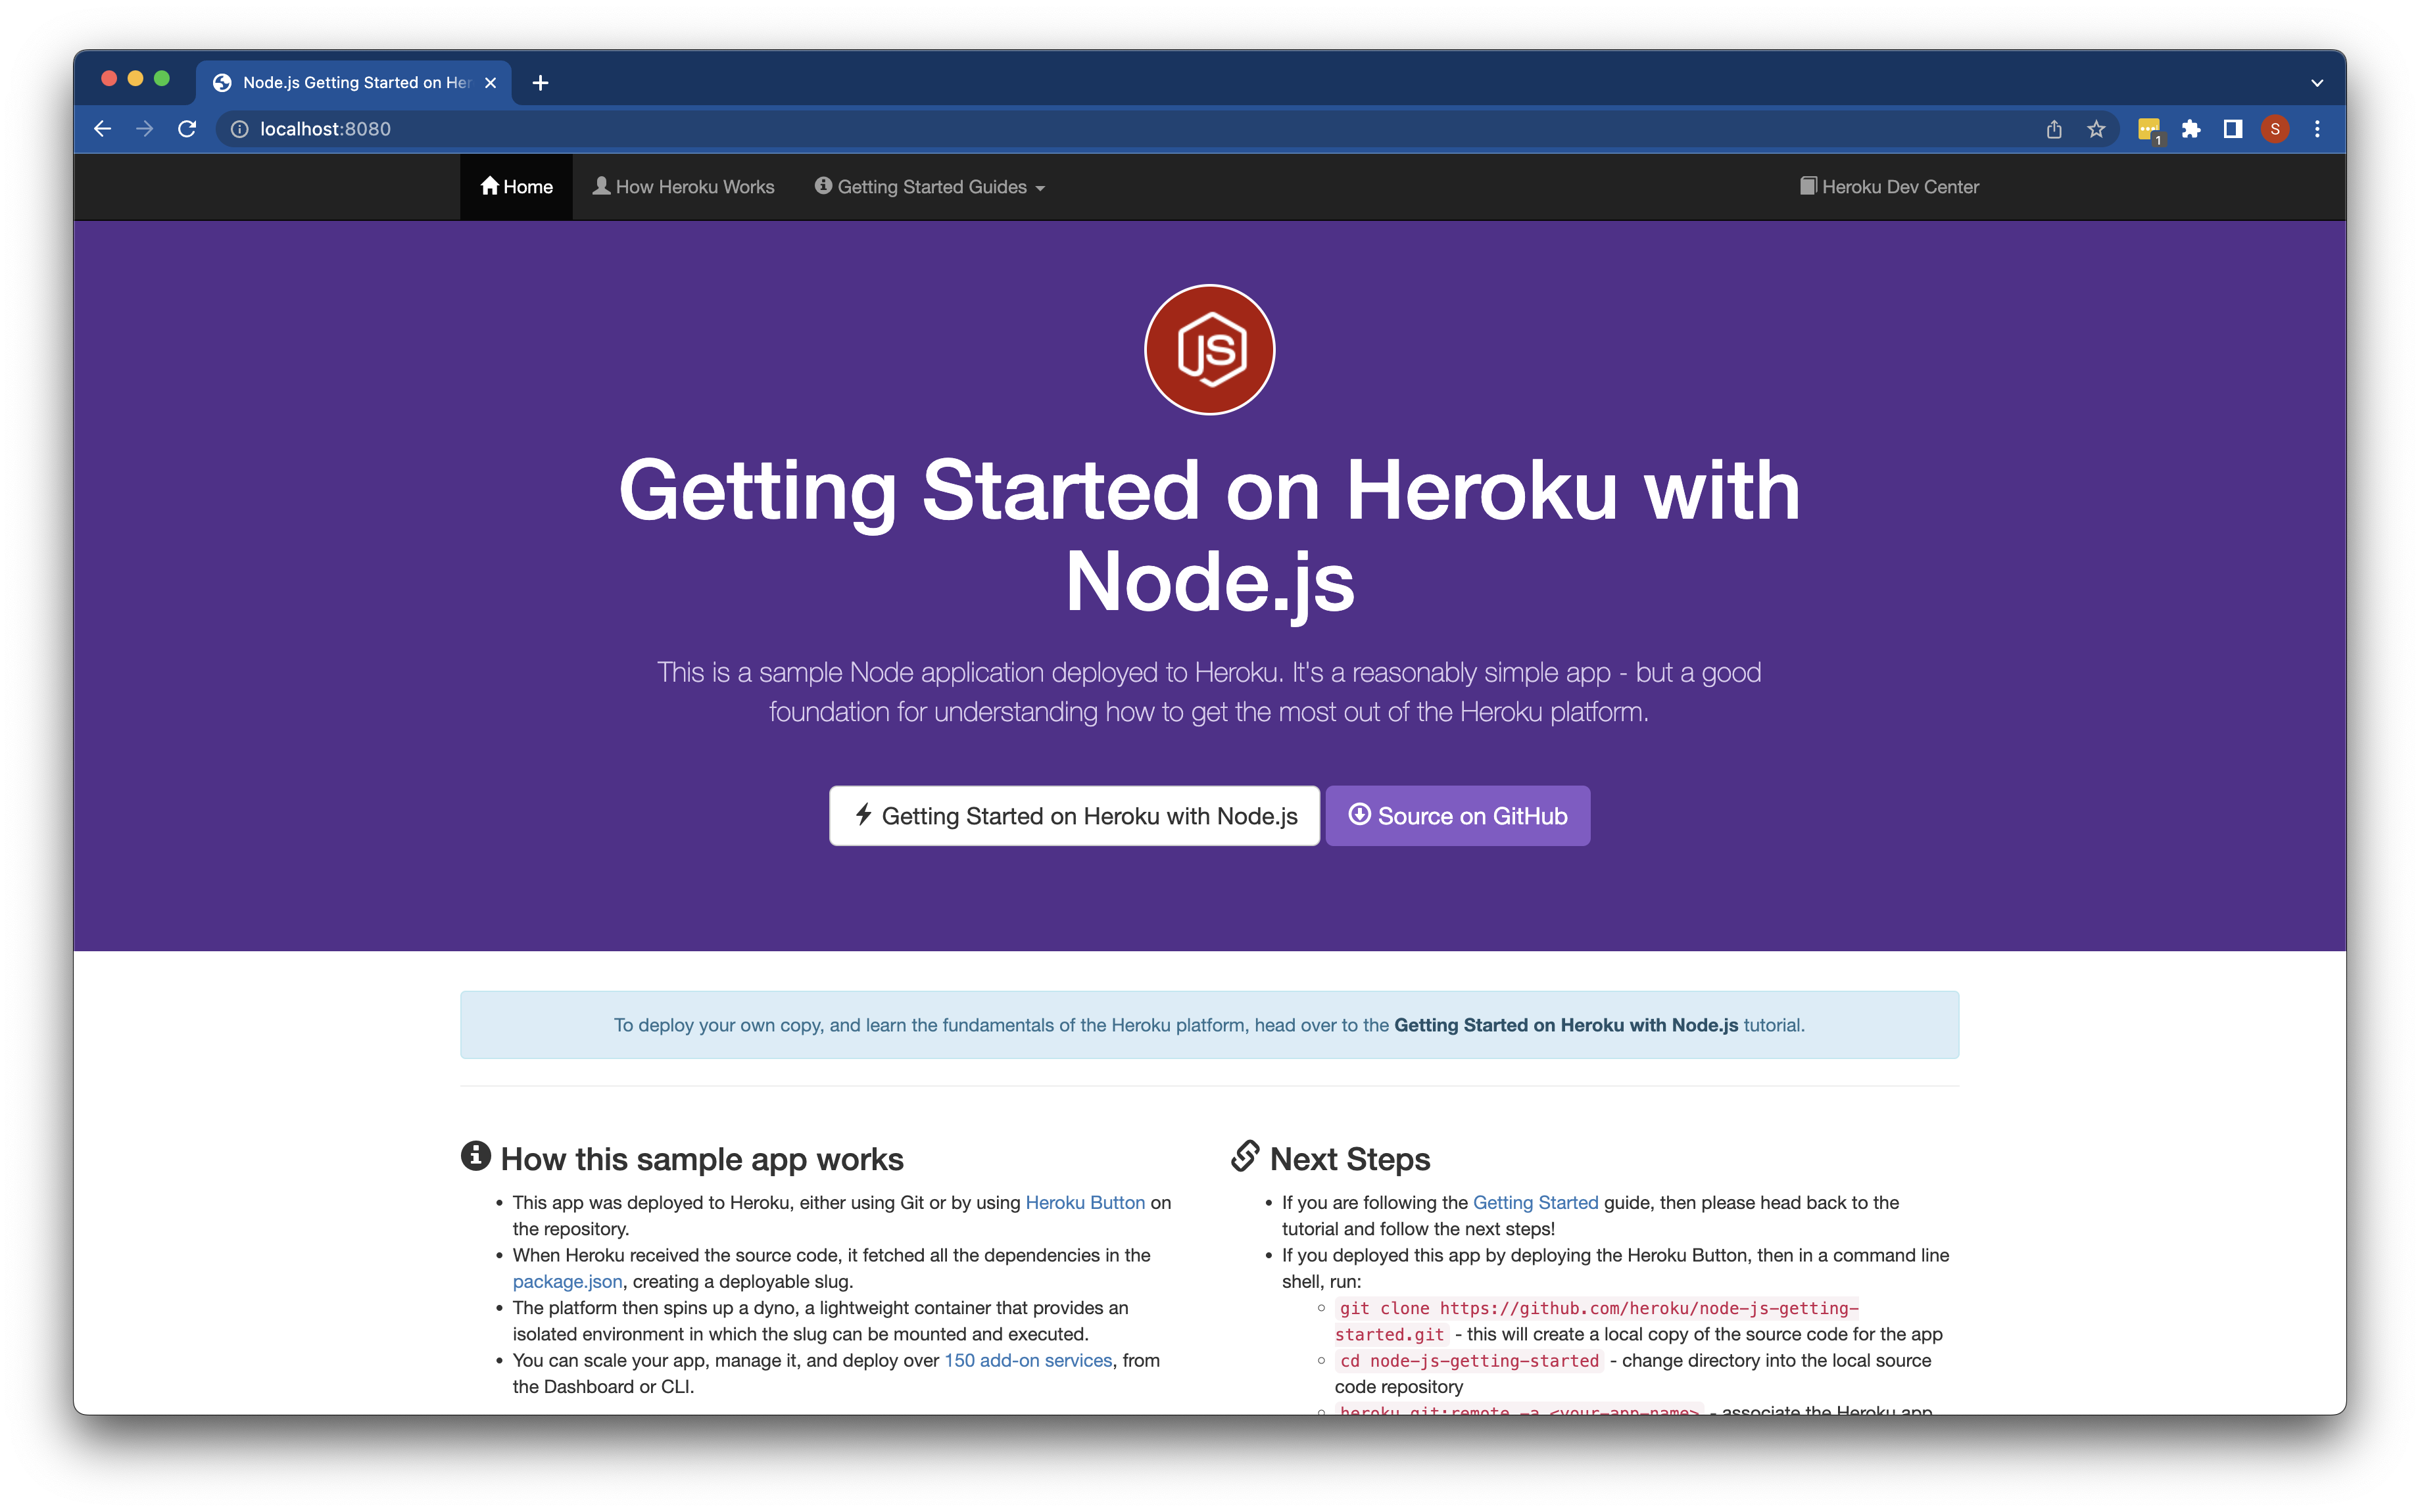 Node.js Getting Started on Her
localhost:8080
1
S
Home
How Heroku Works
Getting Started Guides
Heroku Dev Center
JS
Getting Started on Heroku with
Node.js
This is a sample Node application deployed to Heroku. It's a reasonably simple app - but a good
foundation for understanding how to get the most out of the Heroku platform.
Getting Started on Heroku with Node.js
Source on GitHub
To deploy your own copy, and learn the fundamentals of the Heroku platform, head over to the Getting Started on Heroku with Node.js tutorial.
How this sample app works
• This app was deployed to Heroku, either using Git or by using Heroku Button on
the repository.
• When Heroku received the source code, it fetched all the dependencies in the
package.json, creating a deployable slug.
• The platform then spins up a dyno, a lightweight container that provides an
isolated environment in which the slug can be mounted and executed.
• You can scale your app, manage it, and deploy over 150 add-on services, from
the Dashboard or CLI.
Next Steps
• If you are following the Getting Started guide, then please head back to the
tutorial and follow the next steps!
• If you deployed this app by deploying the Heroku Button, then in a command line
shell, run:
◦ git clone https://github.com/heroku/node-js-getting-
started.git - this will create a local copy of the source code for the app
◦ cd node-js-getting-started - change directory into the local source
code repository
◦ heroku git:remote -a <your-app-name> - associate the Heroku app